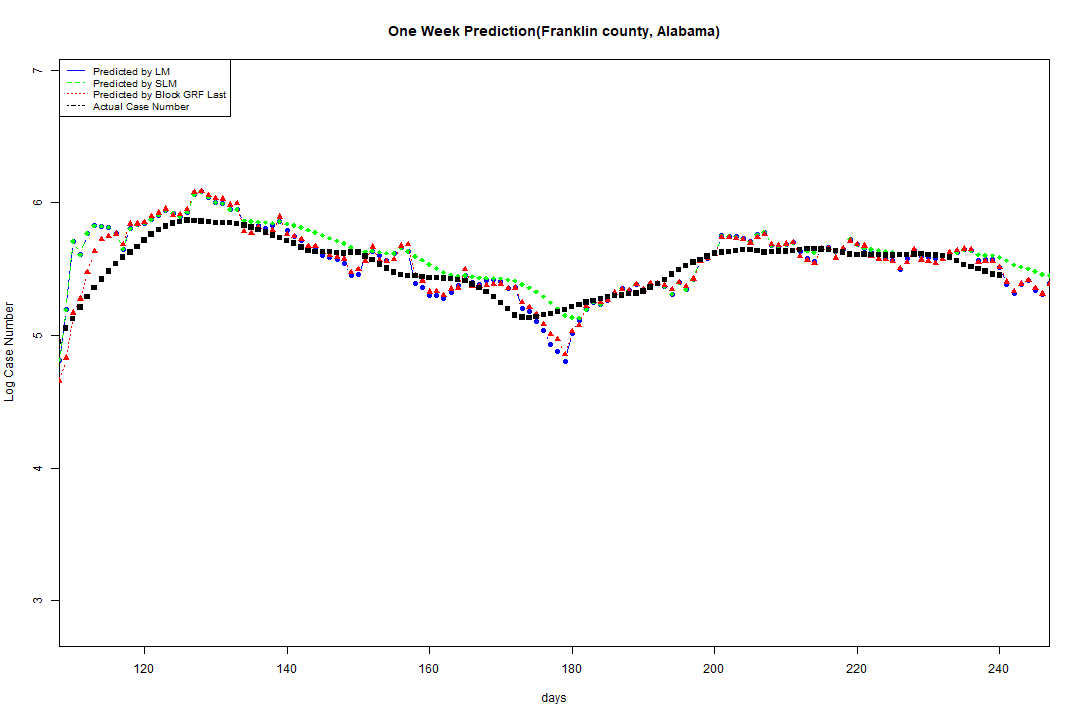 One Week Prediction(Franklin county, Alabama)
Predicted by LM
Predicted by SLM
Predicted by Block GRF Last
Actual Case Number
7
6
5
4
3
Log Case Number
120 140 160 180 200 220 240
days